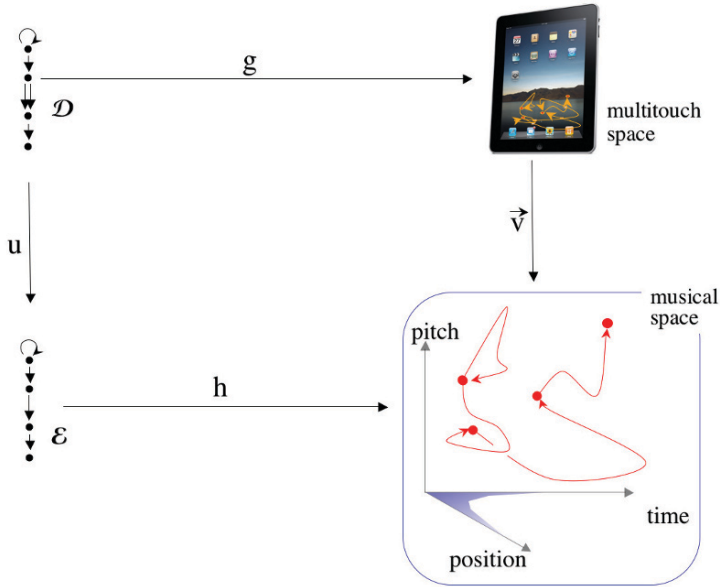 g
𝒟
multitouch
space
u
v
musical
space
pitch
h
ℰ
time
position